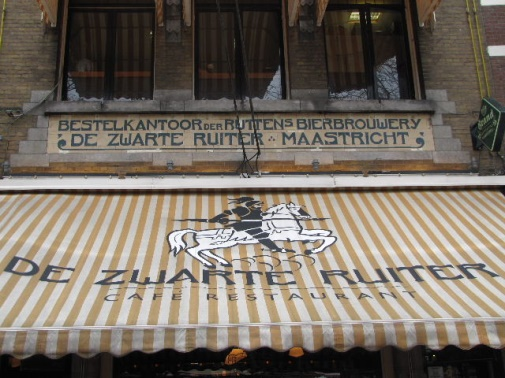 BESTELKANTOOR DER RUTTENS BIERBROUWERY
DE ZWARTE RUITER MAASTRICHT
DE ZWARTE RUITER
CAFÉ RESTAURANT